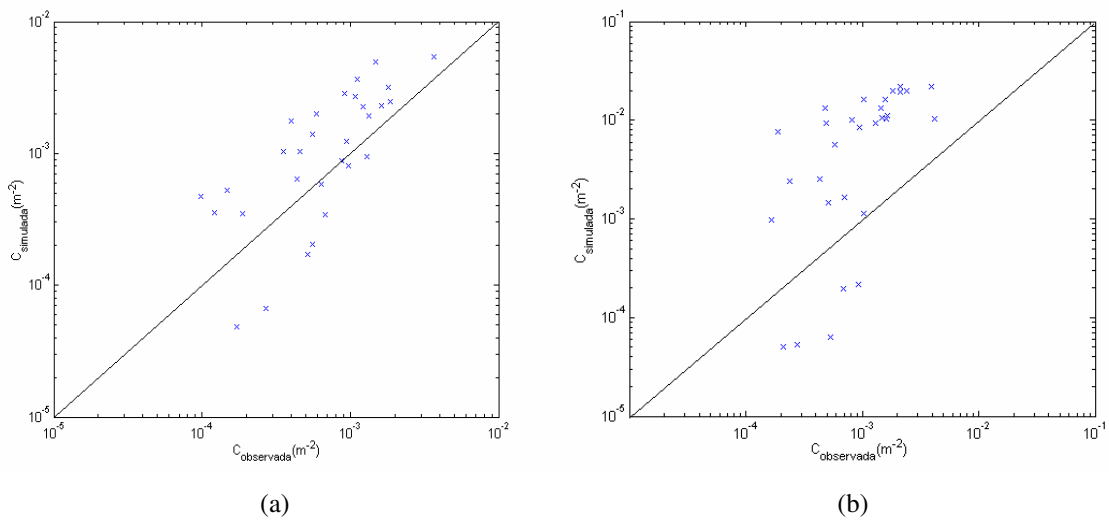 10^-2
10^-3
10^-4
10^-5
C_simulada(m^-2)
10^-5 10^-4 10^-3 10^-2
C_observada(m^-2)
(a)
10^-1
10^-2
10^-3
10^-4
10^-5
C_simulada(m^-2)
10^-4 10^-3 10^-2 10^-1
C_observada(m^-2)
(b)